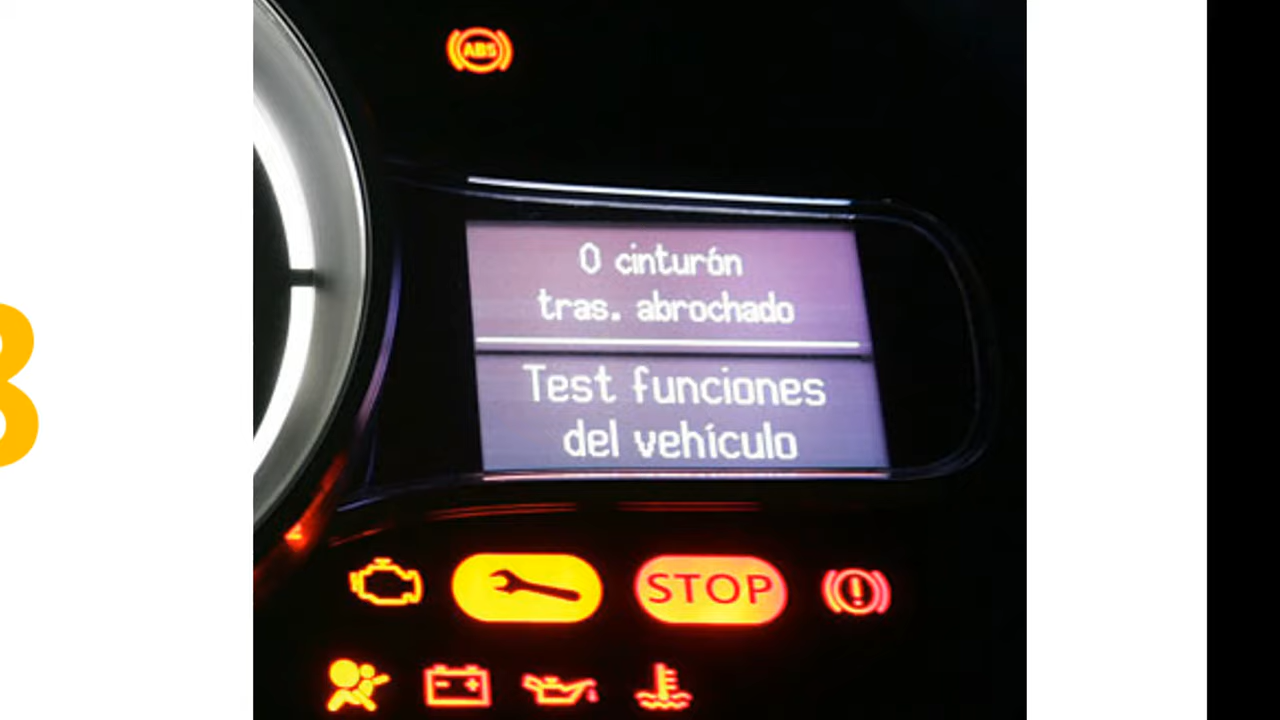 ABS
0 cinturón
tras. abrochado
Test funciones
del vehículo
STOP